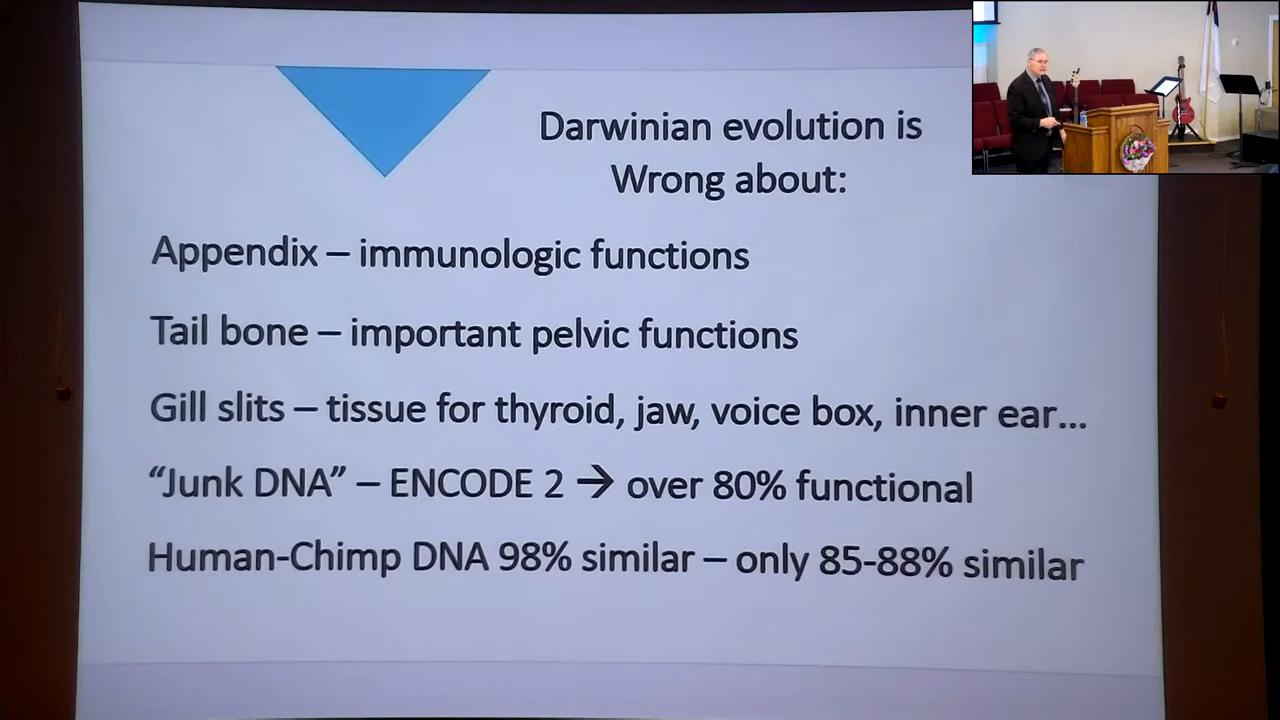 Darwinian evolution is
Wrong about:
Appendix – immunologic functions
Tail bone – important pelvic functions
Gill slits – tissue for thyroid, jaw, voice box, inner ear...
“Junk DNA” – ENCODE 2 → over 80% functional
Human-Chimp DNA 98% similar – only 85-88% similar